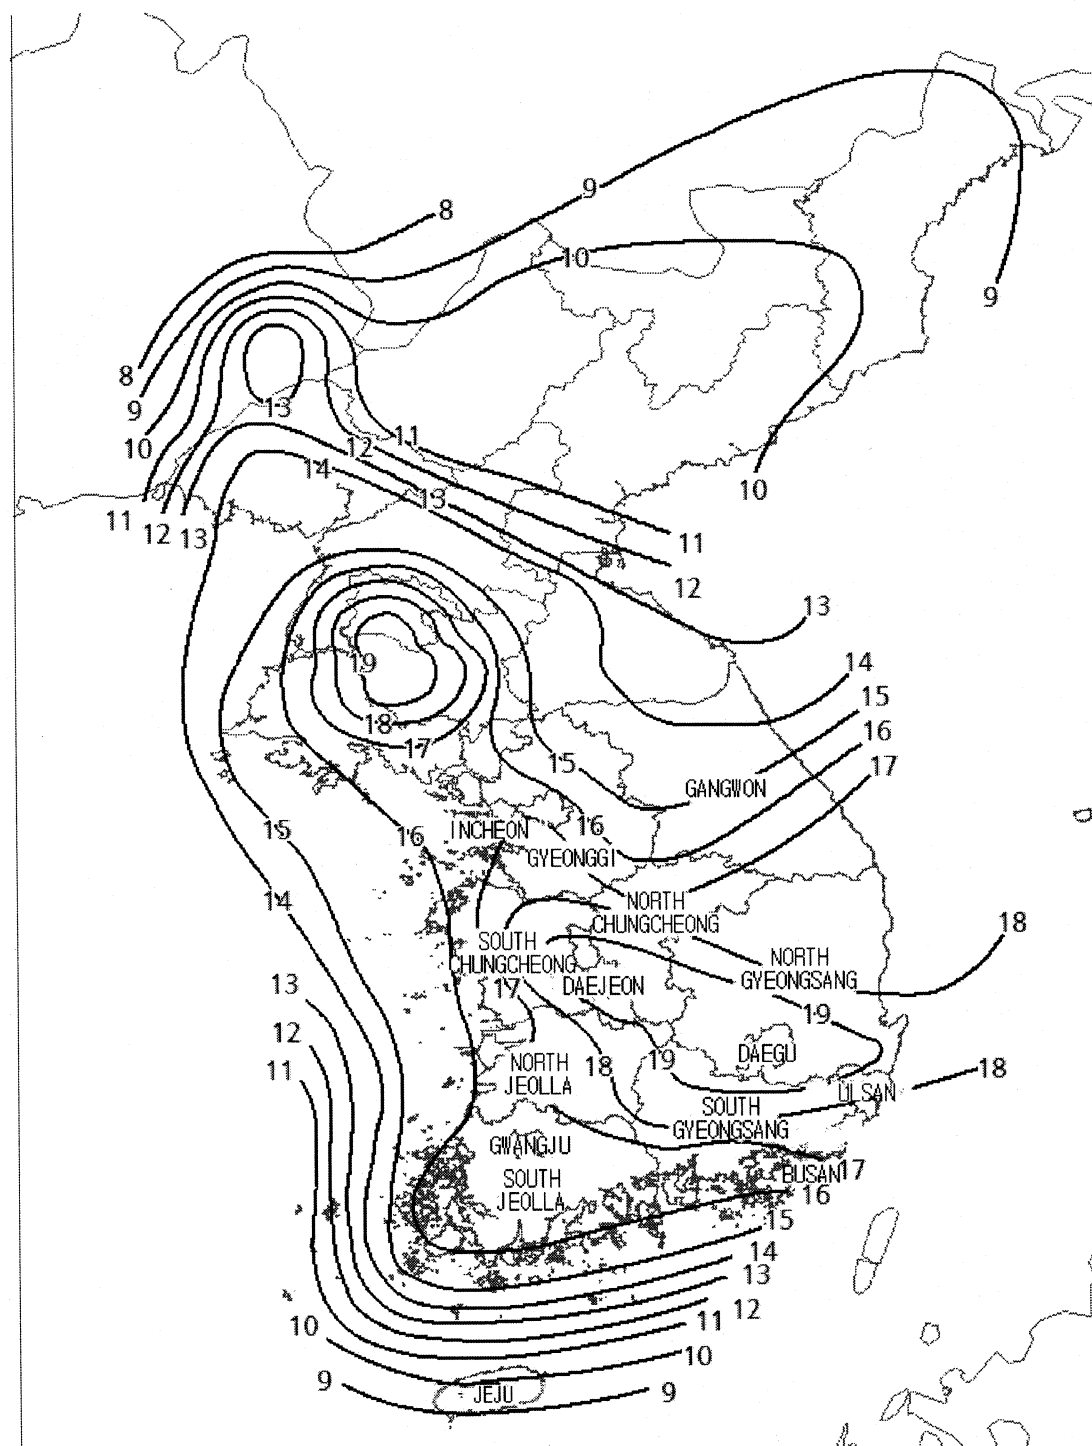 8
9
10
9
8
9
13
12
11
10
14
13
10
11
12
13
11
12
13
19
14
18
15
17
16
15
17
GANGWON
15
16
16
INCHEON
GYEONGGI
14
NORTH
CHUNGCHEONG
18
SOUTH
CHUNGCHEONG
NORTH
GYEONGSANG
13
17
DAEJEON
19
12
DAEGU
11
NORTH
JEOLLA
18
19
18
ULSAN
SOUTH
GYEONGSANG
GWANGJU
SOUTH
JEOLLA
BUSAN
17
16
15
14
13
12
11
10
10
9
JEJU
9